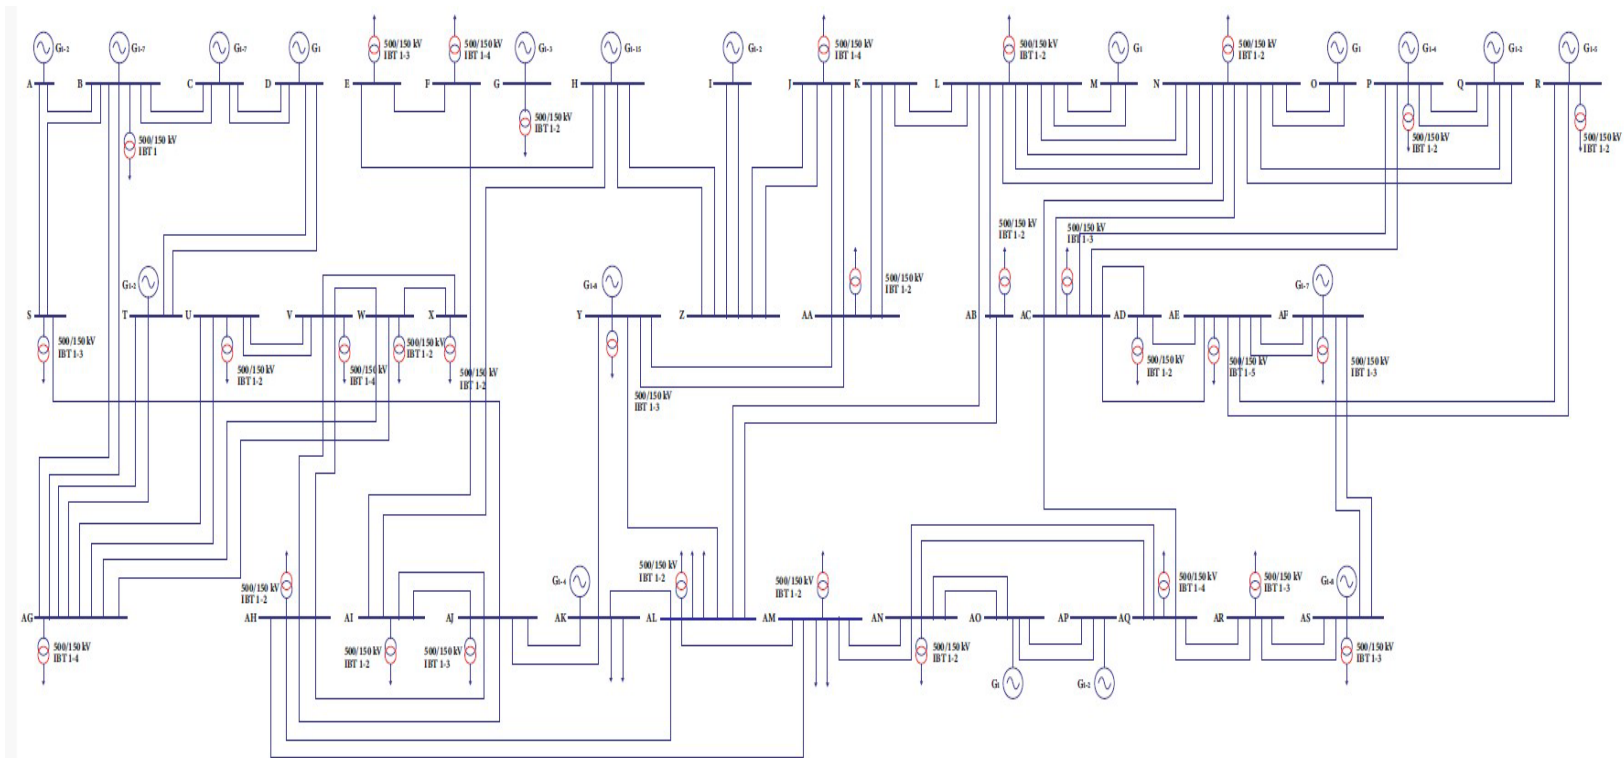 G1-2
G1-7
G1-7
G1
500/150 kV
IBT 1-3
500/150 kV
IBT 1-4
G1-3
G1-15
G1-2
500/150 kV
IBT 1-4
500/150 kV
IBT 1-2
G1
500/150 kV
IBT 1-2
G1
G1-4
G1-2
G1-5
A
B
C
D
E
F
G
H
I
J
K
L
M
N
O
P
Q
R
500/150 kV
IBT 1
500/150 kV
IBT 1-2
500/150 kV
IBT 1-2
500/150 kV
IBT 1-2
500/150 kV
IBT 1-2
500/150 kV
IBT 1-3
G1-2
G1-8
500/150 kV
IBT 1-2
G1-7
S
T
U
V
W
X
Y
Z
AA
AB
AC
AD
AE
AF
500/150 kV
IBT 1-3
500/150 kV
IBT 1-2
500/150 kV
IBT 1-4
500/150 kV
IBT 1-2
500/150 kV
IBT 1-2
500/150 kV
IBT 1-3
500/150 kV
IBT 1-2
500/150 kV
IBT 1-5
500/150 kV
IBT 1-3
500/150 kV
IBT 1-2
G1-4
500/150 kV
IBT 1-2
500/150 kV
IBT 1-2
500/150 kV
IBT 1-4
500/150 kV
IBT 1-3
G1-8
AG
AH
AI
AJ
AK
AL
AM
AN
AO
AP
AQ
AR
AS
500/150 kV
IBT 1-4
500/150 kV
IBT 1-2
500/150 kV
IBT 1-3
500/150 kV
IBT 1-2
G1
G1-2
500/150 kV
IBT 1-3